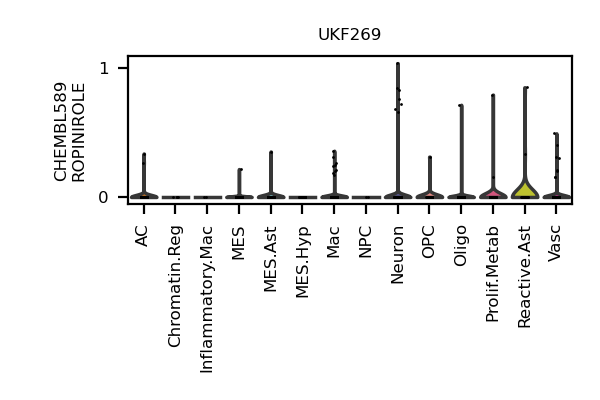 UKF269
CHEMBL589
ROPINIROLE
1
0
AC
Chromatin.Reg
Inflammatory.Mac
MES
MES.Ast
MES.Hyp
Mac
NPC
Neuron
OPC
Oligo
Prolif.Metab
Reactive.Ast
Vasc